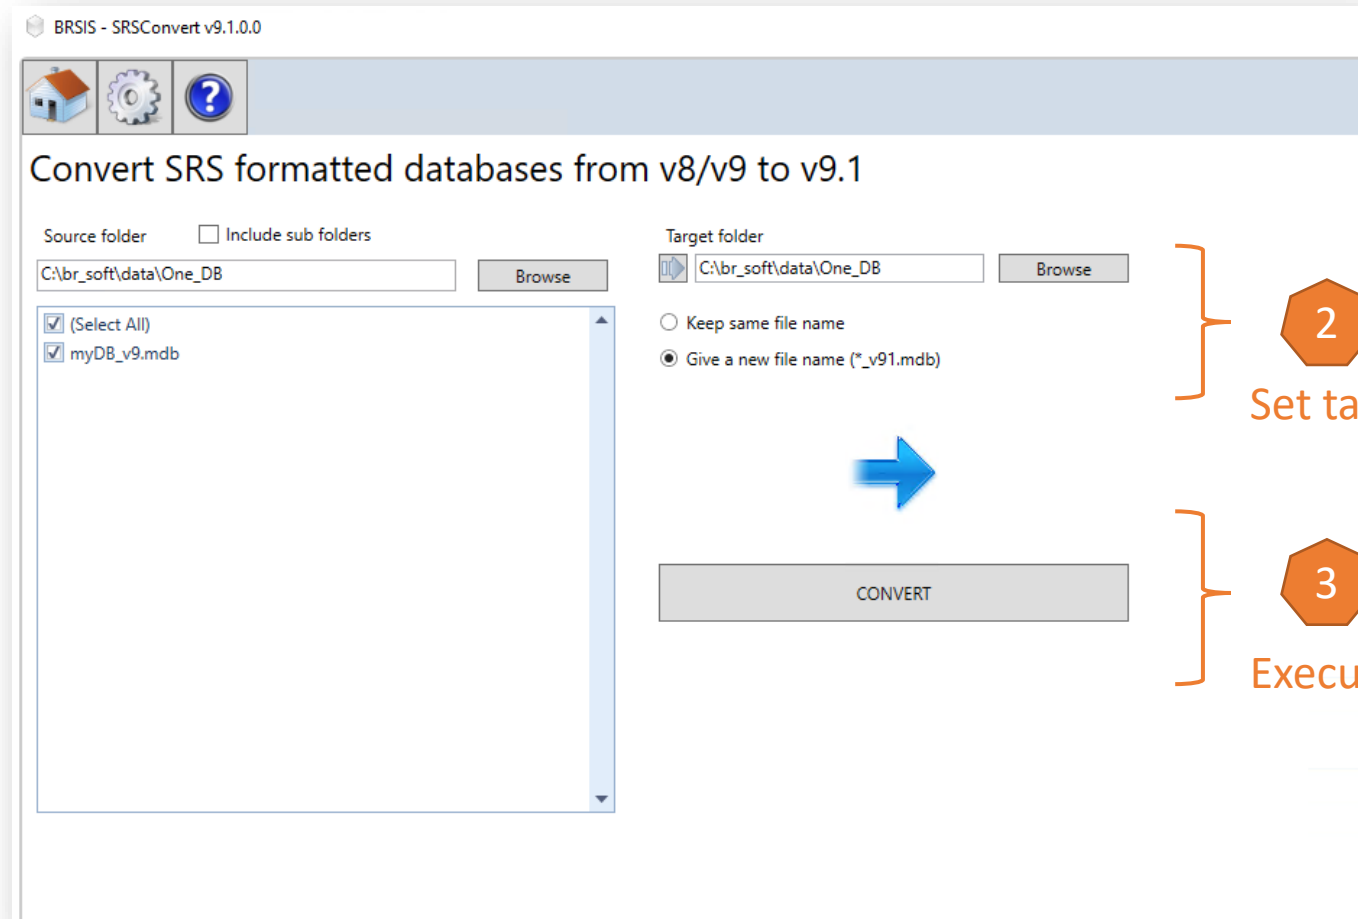 BRSIS - SRSConvert v9.1.0.0
Convert SRS formatted databases from v8/v9 to v9.1
Source folder
Include sub folders
C:\br_soft\data\One_DB
Browse
(Select All)
myDB_v9.mdb
Target folder
C:\br_soft\data\One_DB
Browse
Keep same file name
Give a new file name (*_v91.mdb)
CONVERT
2
Set ta
3
Execu